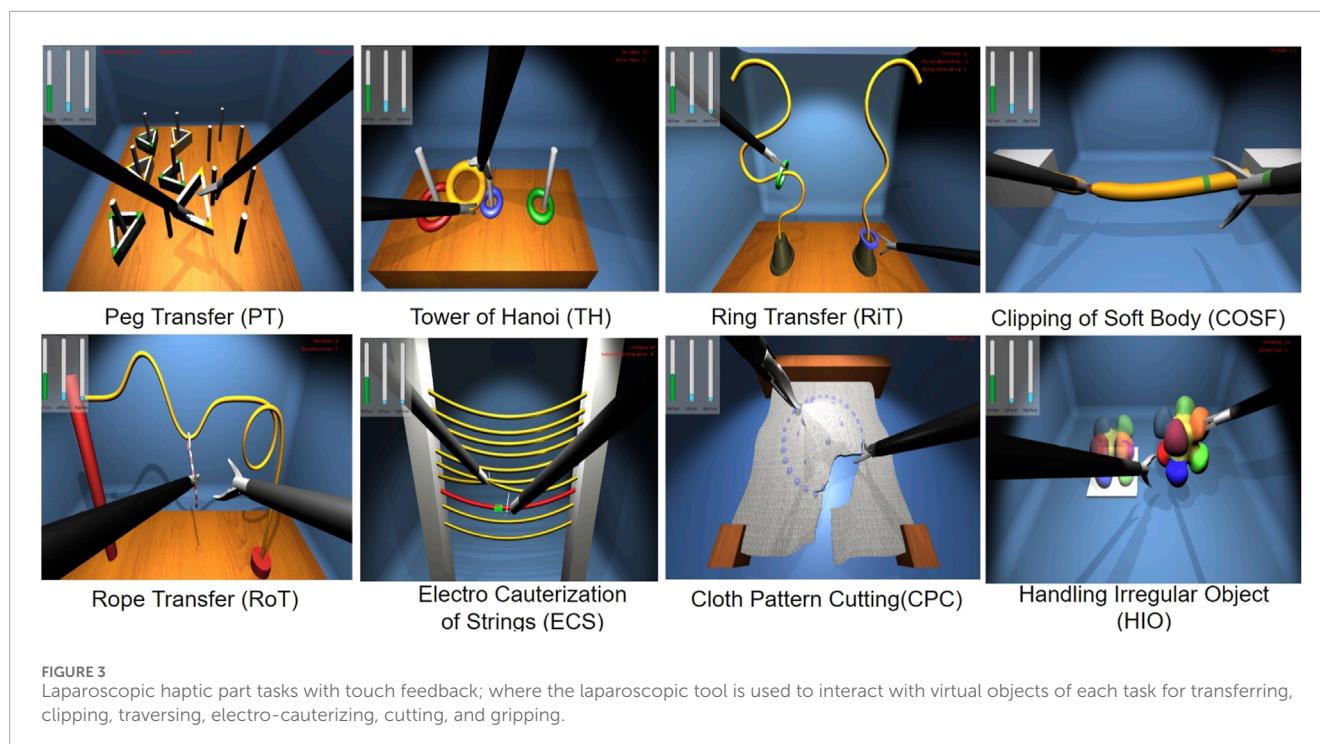 Peg Transfer (PT)
Tower of Hanoi (TH)
Ring Transfer (RiT)
Clipping of Soft Body (COSF)
Rope Transfer (RoT)
Electro Cauterization
of Strings (ECS)
Cloth Pattern Cutting(CPC)
Handling Irregular Object
(HIO)
FIGURE 3
Laparoscopic haptic part tasks with touch feedback; where the laparoscopic tool is used to interact with virtual objects of each task for transferring,
clipping, traversing, electro-cauterizing, cutting, and gripping.